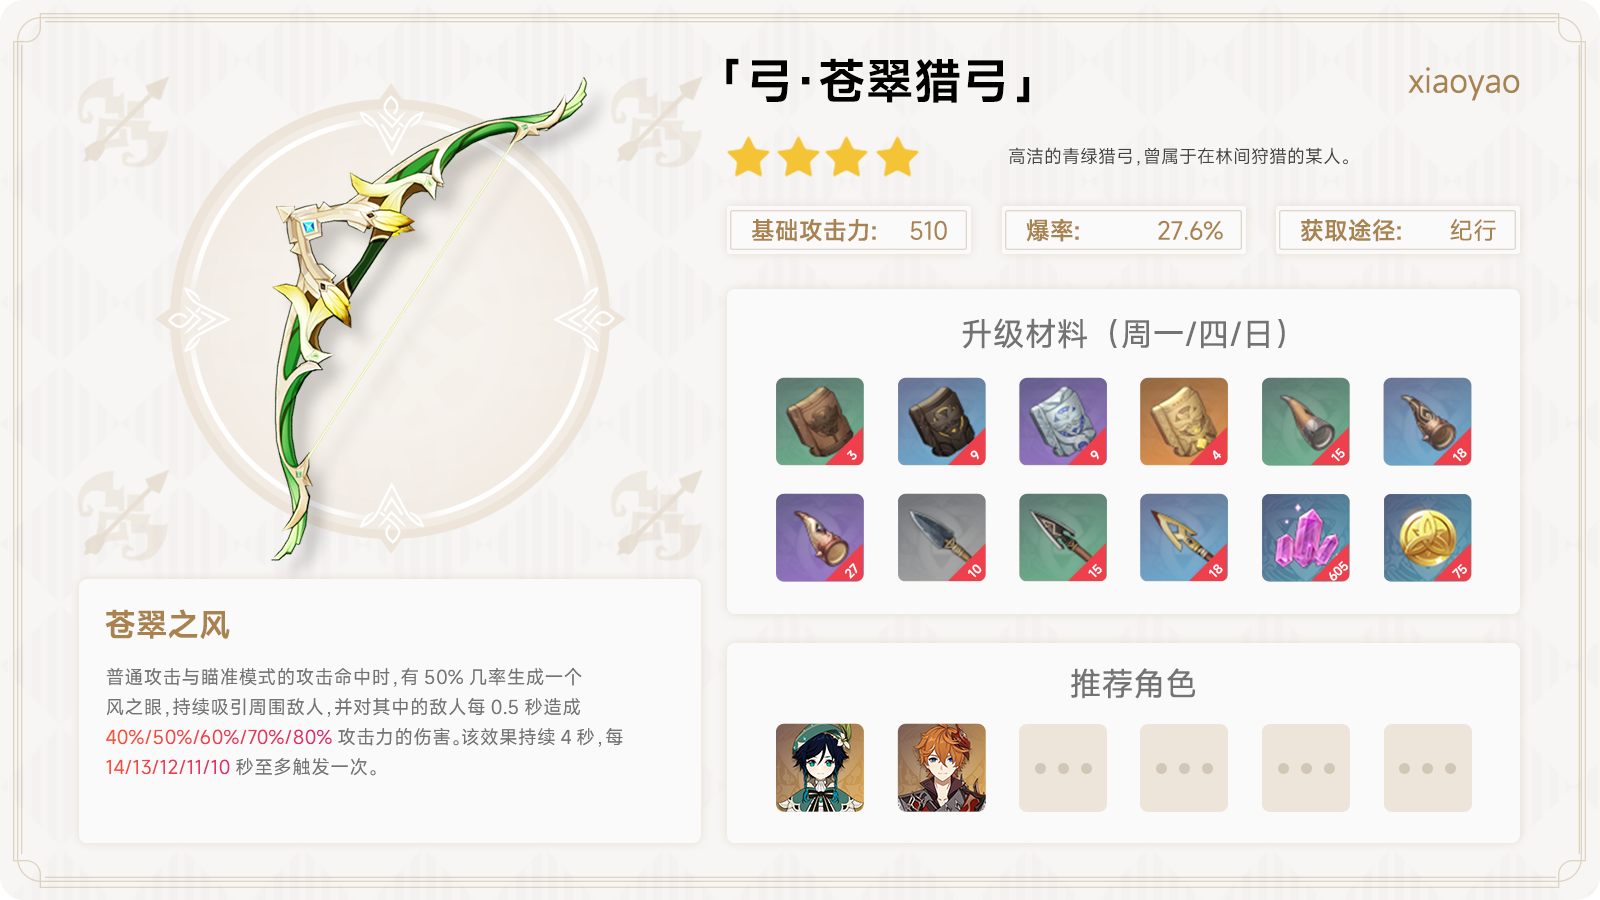 「弓·苍翠猎弓」
xiaoyao
高洁的青绿猎弓,曾属于在林间狩猎的某人。
基础攻击力: 510
爆率: 27.6%
获取途径: 纪行
升级材料（周一/四/日）
3 9 9 4 15 18
27 10 15 18 605 75
苍翠之风
普通攻击与瞄准模式的攻击命中时,有 50% 几率生成一个
风之眼,持续吸引周围敌人,并对其中的敌人每 0.5 秒造成
40%/50%/60%/70%/80% 攻击力的伤害。该效果持续 4 秒,每
14/13/12/11/10 秒至多触发一次。
推荐角色